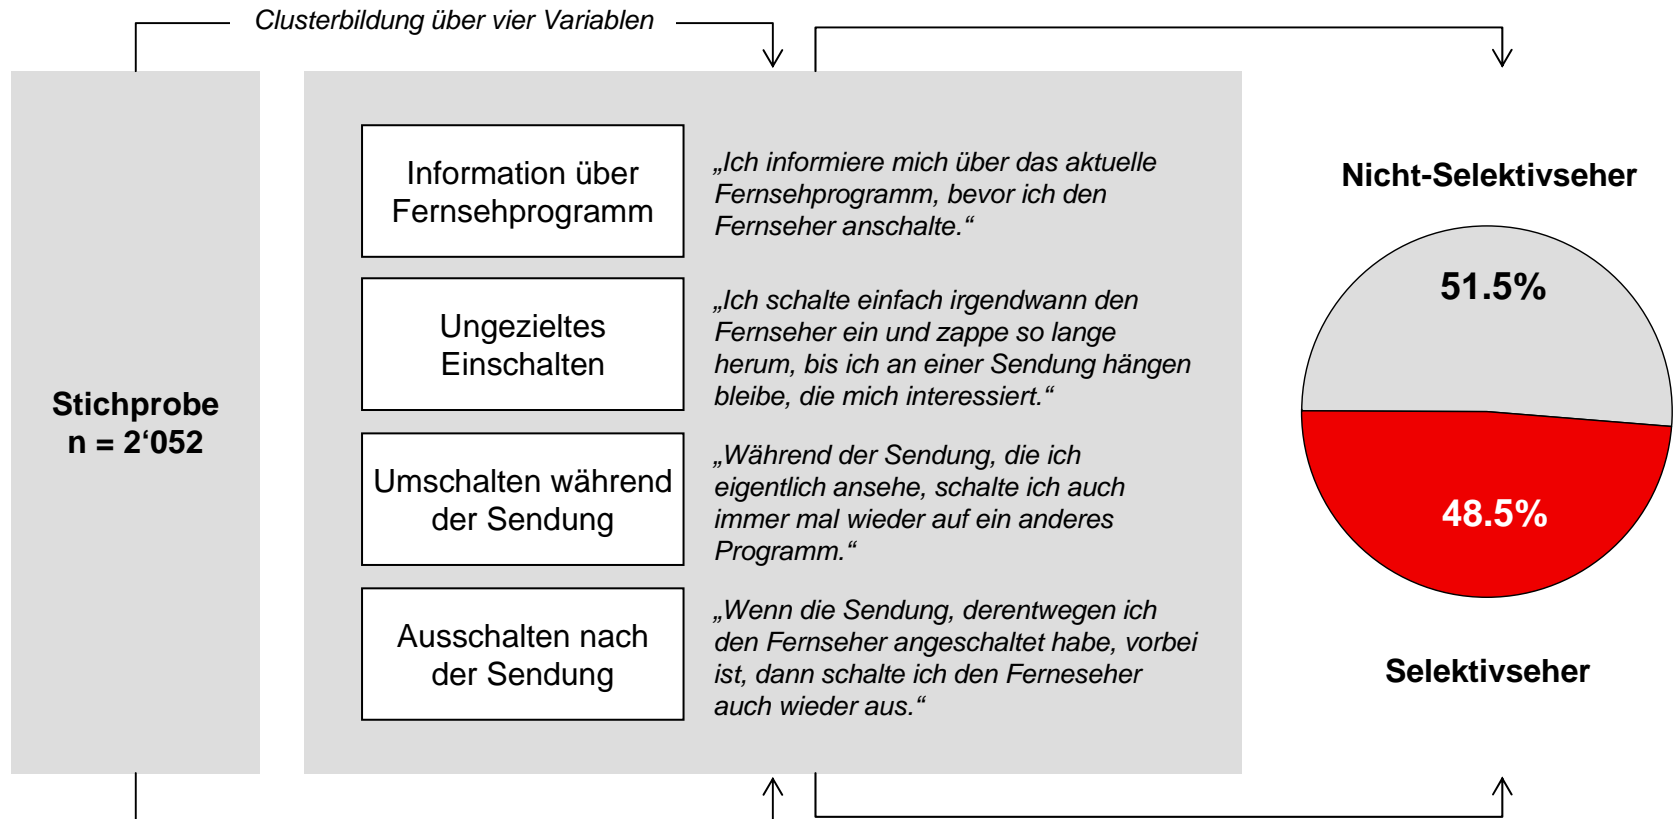 Clusterbildung über vier Variablen
Stichprobe
n = 2‘052
Information über
Fernsehprogramm
„Ich informiere mich über das aktuelle
Fernsehprogramm, bevor ich den
Fernseher anschalte.“
Ungezieltes
Einschalten
„Ich schalte einfach irgendwann den
Fernseher ein und zappe so lange
herum, bis ich an einer Sendung hängen
bleibe, die mich interessiert.“
Umschalten während
der Sendung
„Während der Sendung, die ich
eigentlich ansehe, schalte ich auch
immer mal wieder auf ein anderes
Programm.“
Ausschalten nach
der Sendung
„Wenn die Sendung, derentwegen ich
den Fernseher angeschaltet habe, vorbei
ist, dann schalte ich den Ferneseher
auch wieder aus.“
Nicht-Selektivseher
51.5%
48.5%
Selektivseher